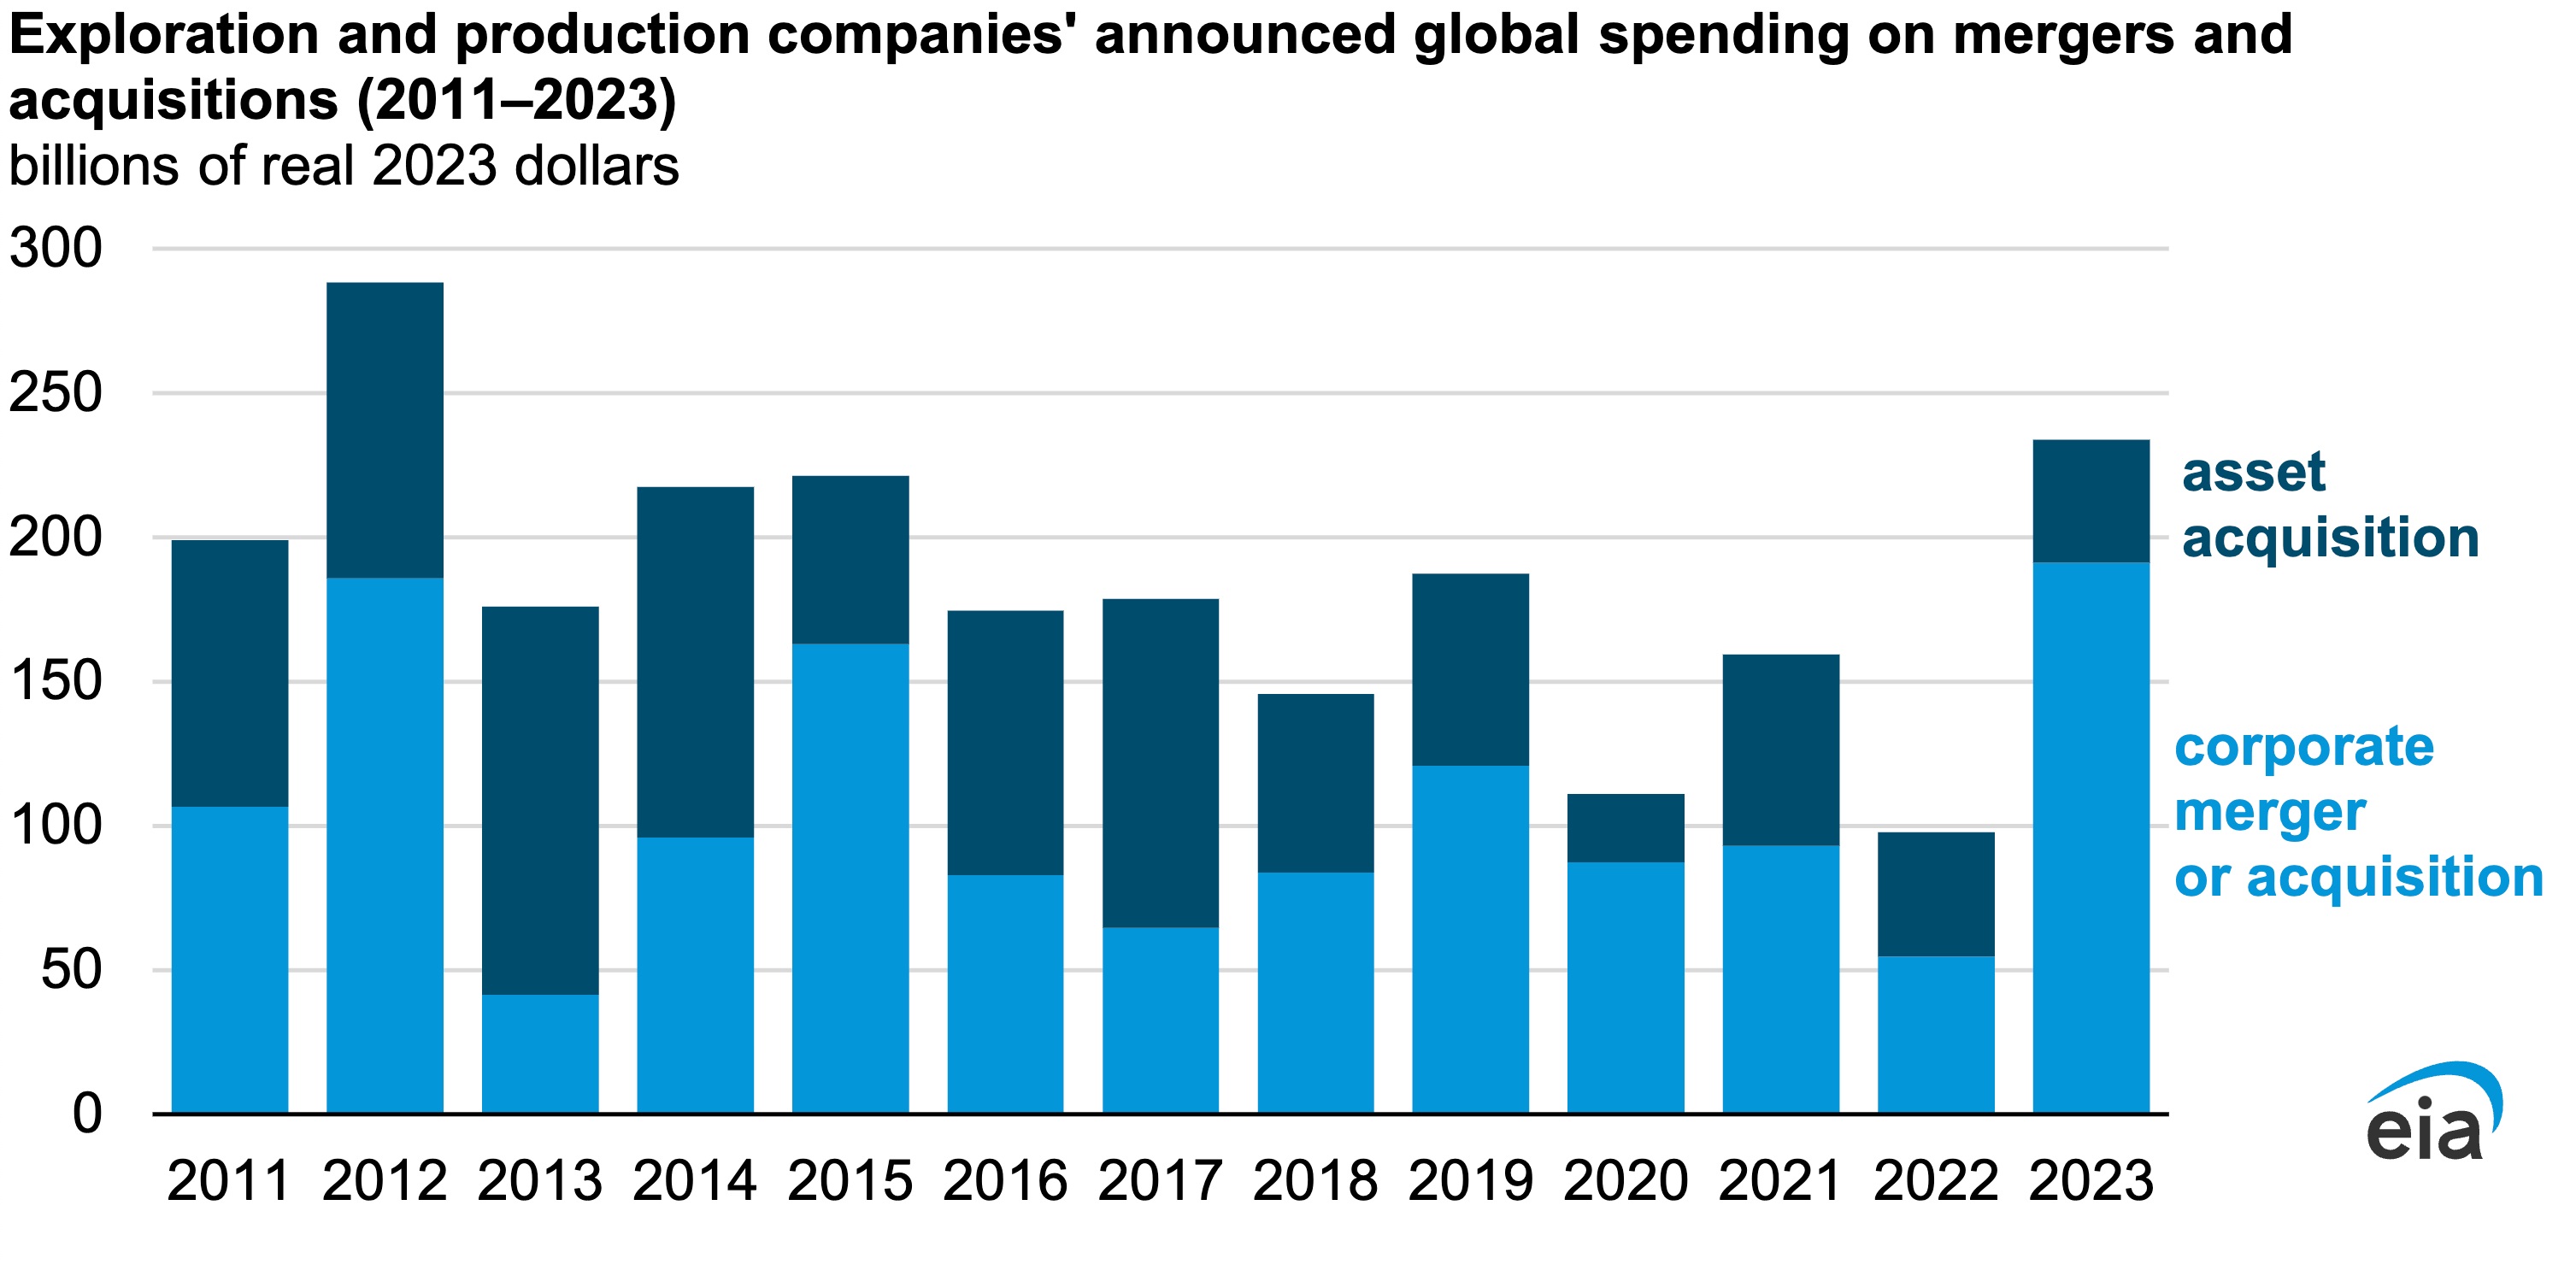 Exploration and production companies' announced global spending on mergers and
acquisitions (2011–2023)
billions of real 2023 dollars
300
250
200
150
100
50
0
2011 2012 2013 2014 2015 2016 2017 2018 2019 2020 2021 2022 2023
asset
acquisition
corporate
merger
or acquisition
eia